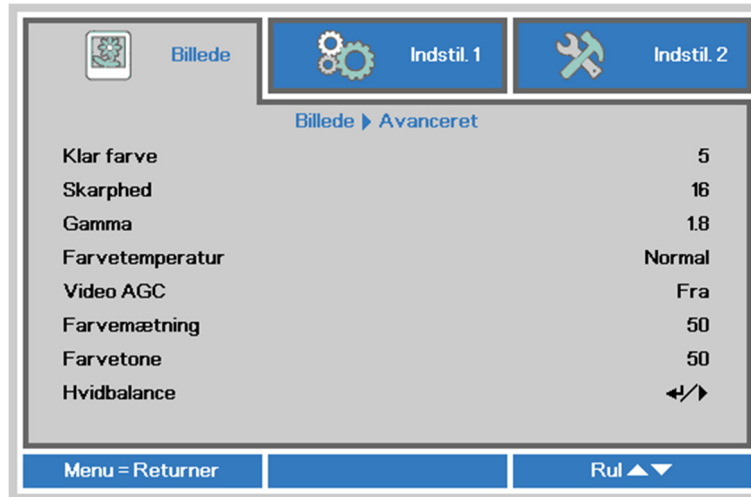 Billede Indstil. 1 Indstil. 2
Billede ▶ Avanceret
Klar farve 5
Skarphed 16
Gamma 1.8
Farvetemperatur Normal
Video AGC Fra
Farvemætning 50
Farvetone 50
Hvidbalance ↵/▶
Menu = Returner Rul ▲▼